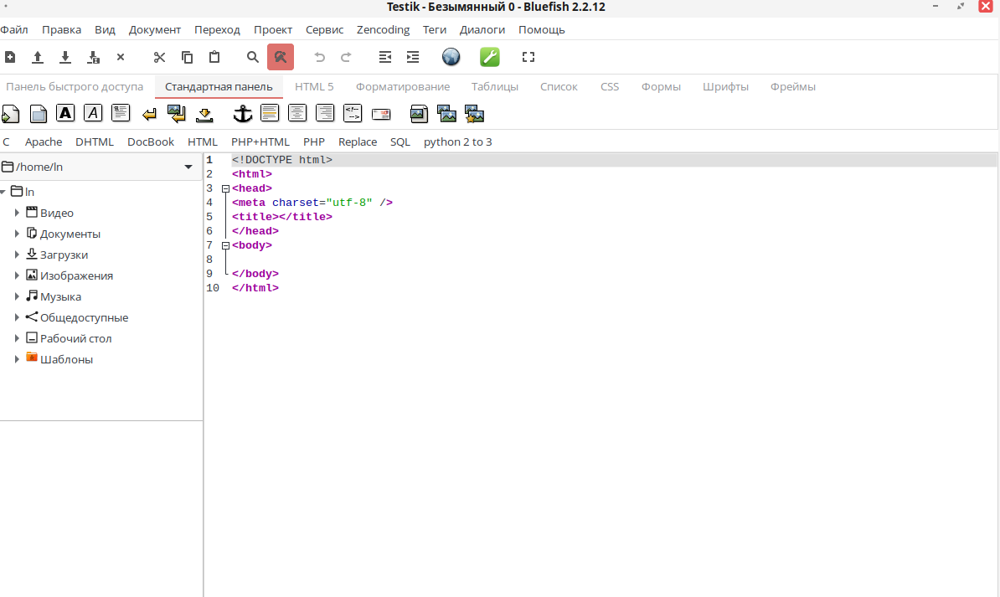 Testik - Безымянный 0 - Bluefish 2.2.12
Файл Правка Вид Документ Переход Проект Сервис Zencoding Теги Диалоги Помощь
Панель быстрого доступа Стандартная панель HTML 5 Форматирование Таблицы Список CSS Формы Шрифты Фреймы
C Apache DHTML DocBook HTML PHP+HTML PHP Replace SQL python 2 to 3
/home/ln
ln
Видео
Документы
Загрузки
Изображения
Музыка
Общедоступные
Рабочий стол
Шаблоны
1 <!DOCTYPE html>
2 <html>
3 <head>
4 <meta charset="utf-8" />
5 <title></title>
6 </head>
7 <body>
8
9 </body>
10 </html>